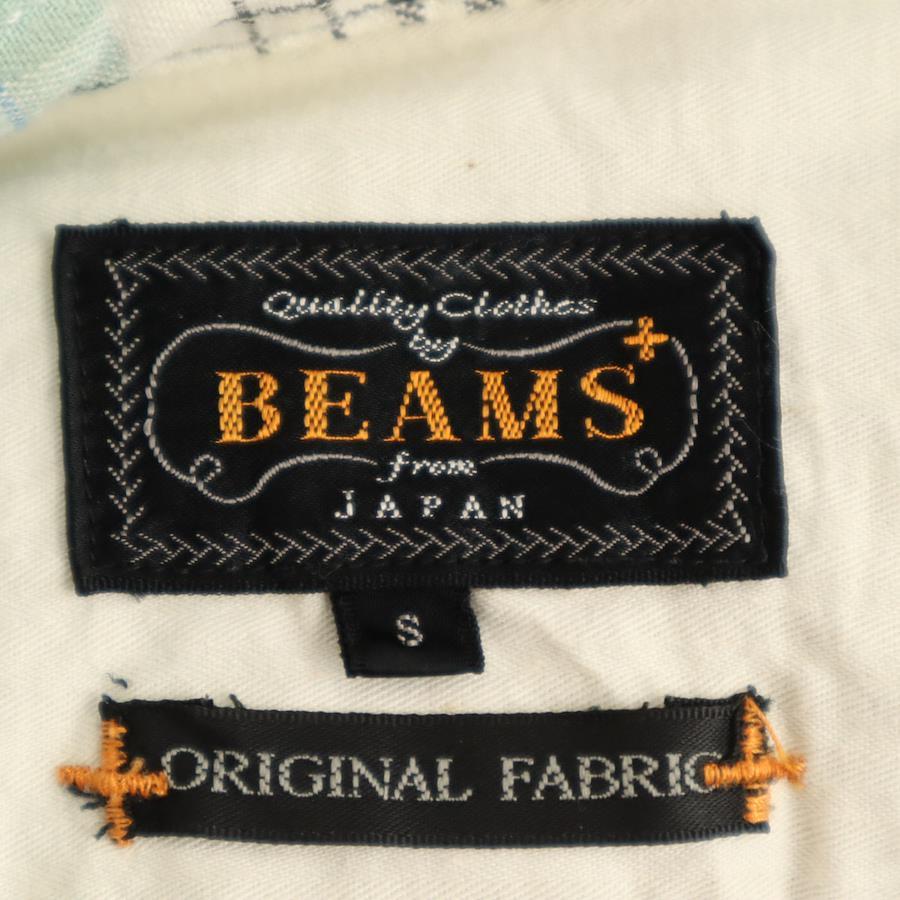 Quality Clothes
by
BEAMS+
from
JAPAN
S
ORIGINAL FABRIC